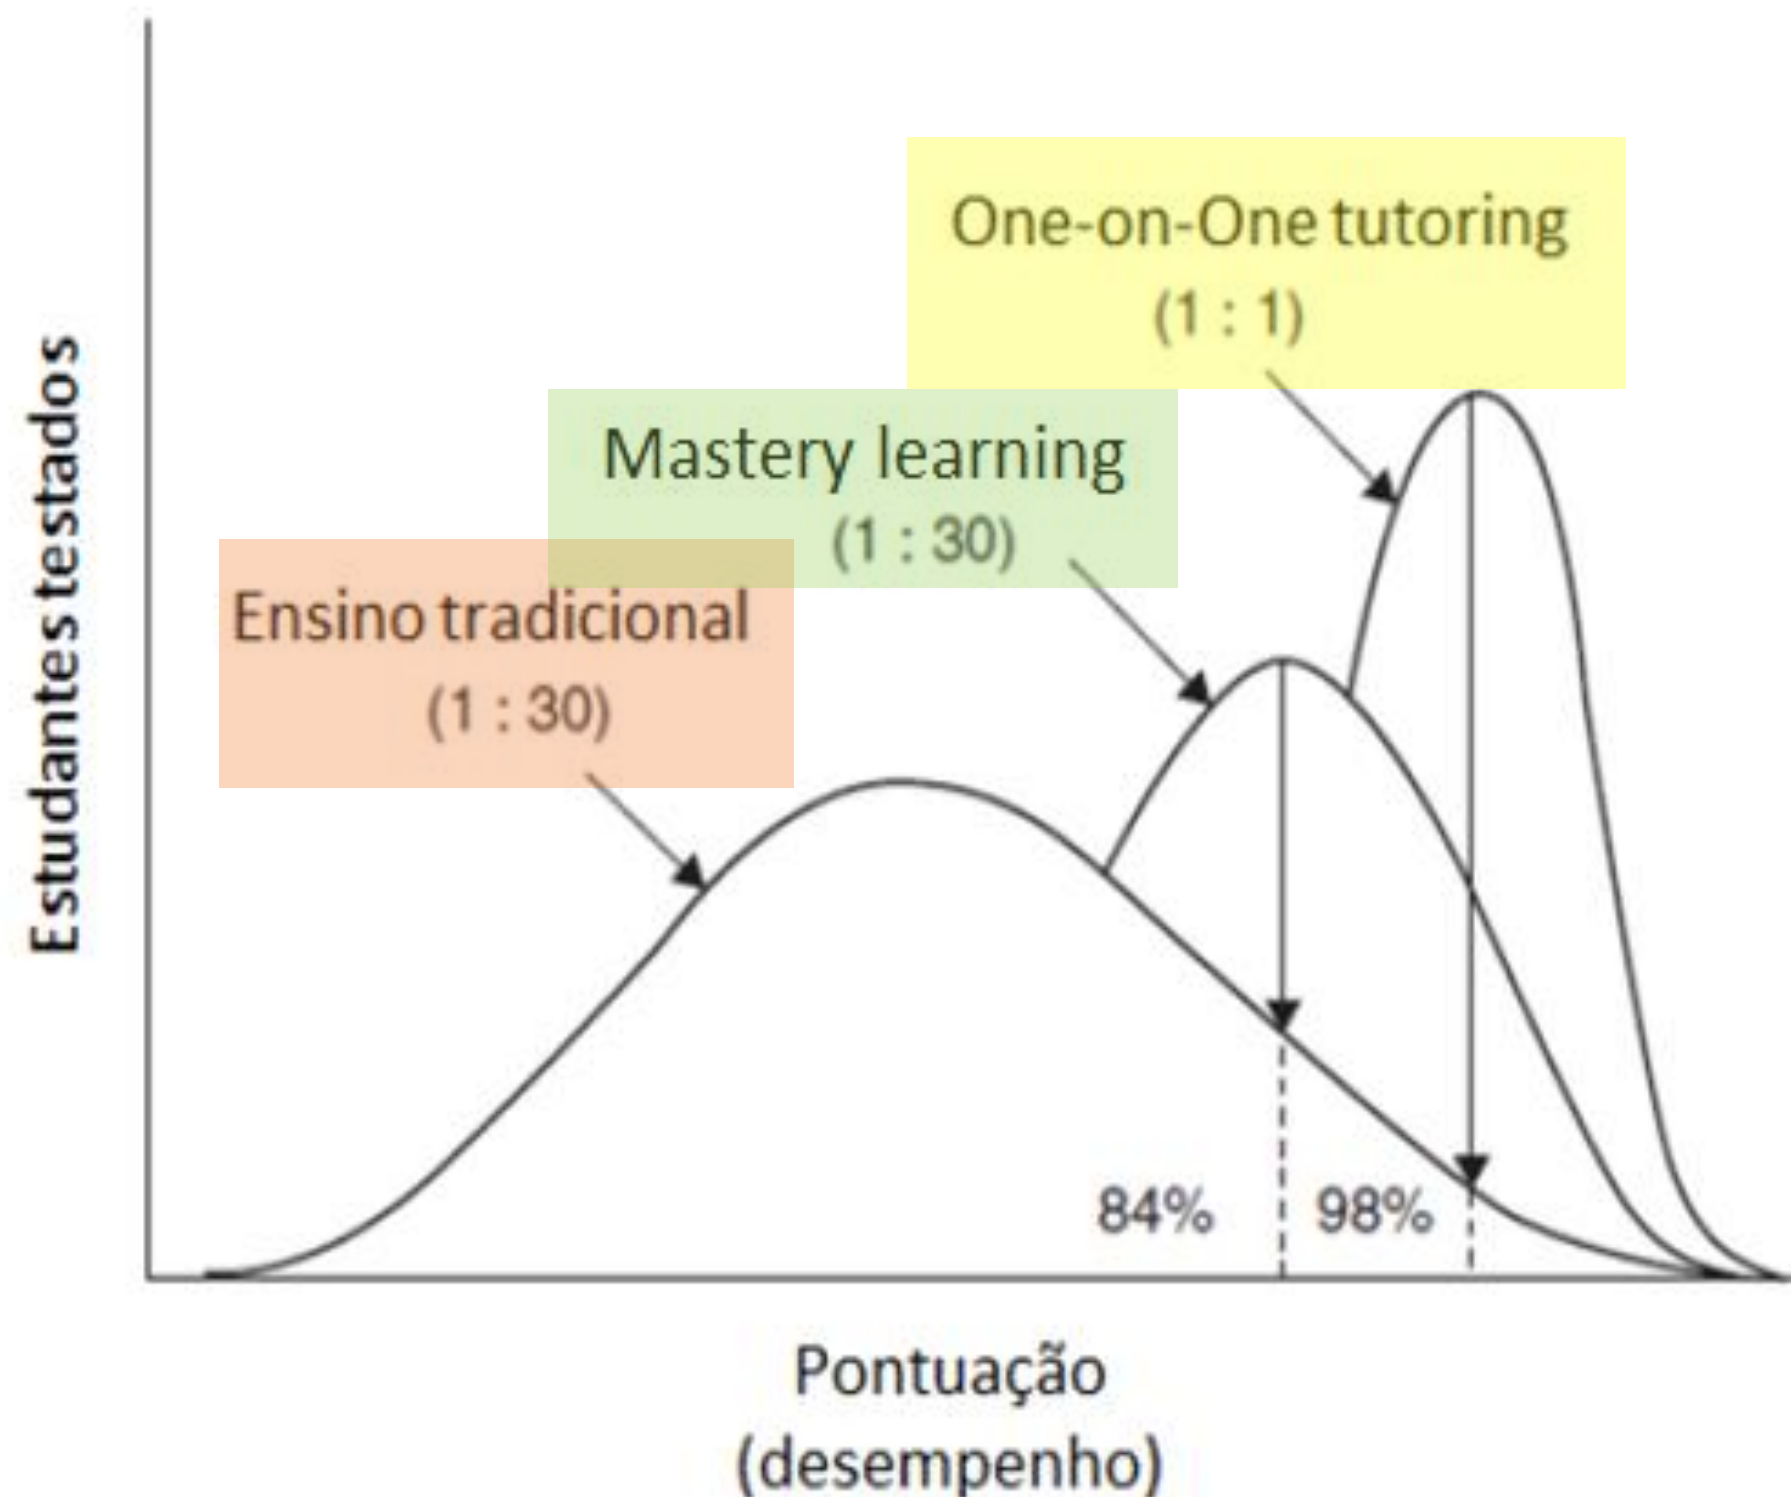 One-on-One tutoring
(1 : 1)
Mastery learning
(1 : 30)
Ensino tradicional
(1 : 30)
Estudantes testados
84%
98%
Pontuação
(desempenho)